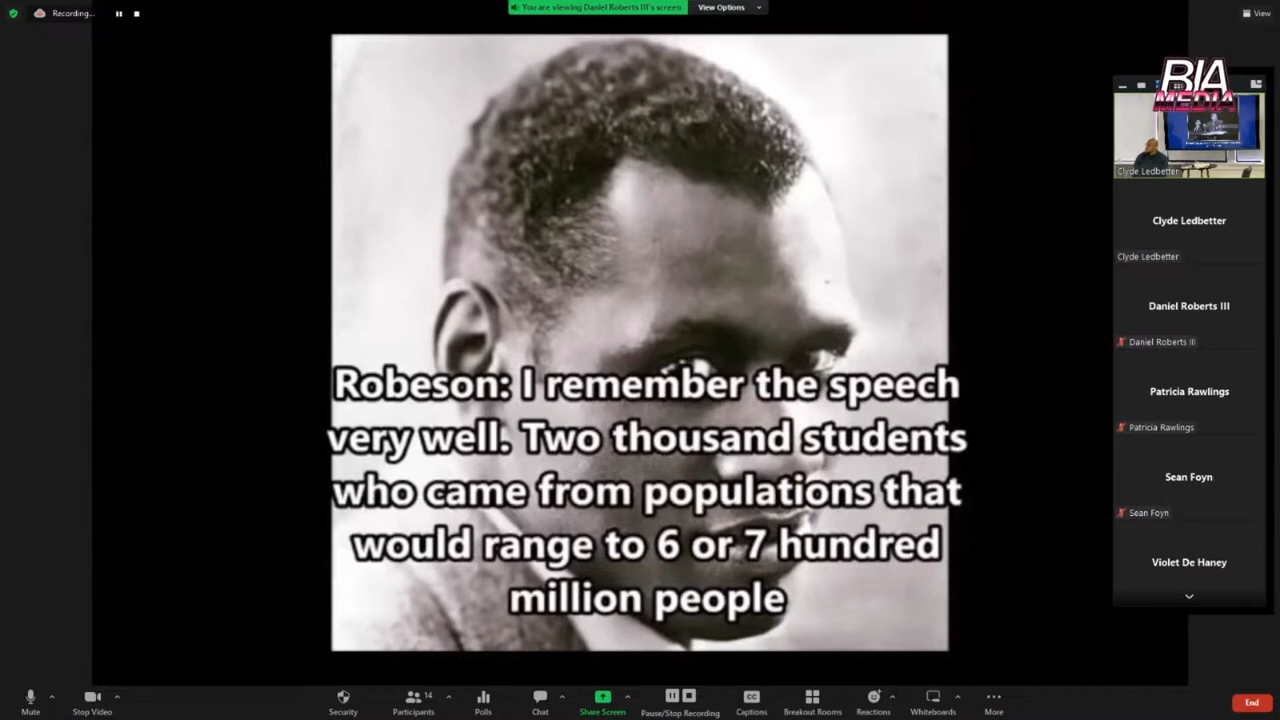 Recording...
You are viewing Daniel Roberts III's screen
View Options
View
BIA
MEDIA
Clyde Ledbetter
Clyde Ledbetter
Clyde Ledbetter
Daniel Roberts III
Daniel Roberts III
Patricia Rawlings
Patricia Rawlings
Sean Foyn
Sean Foyn
Violet De Haney
Robeson: I remember the speech
very well. Two thousand students
who came from populations that
would range to 6 or 7 hundred
million people
Mute
Stop Video
Security
14
Participants
Polls
Chat
Share Screen
Pause/Stop Recording
Captions
Breakout Rooms
Reactions
Whiteboards
More
End